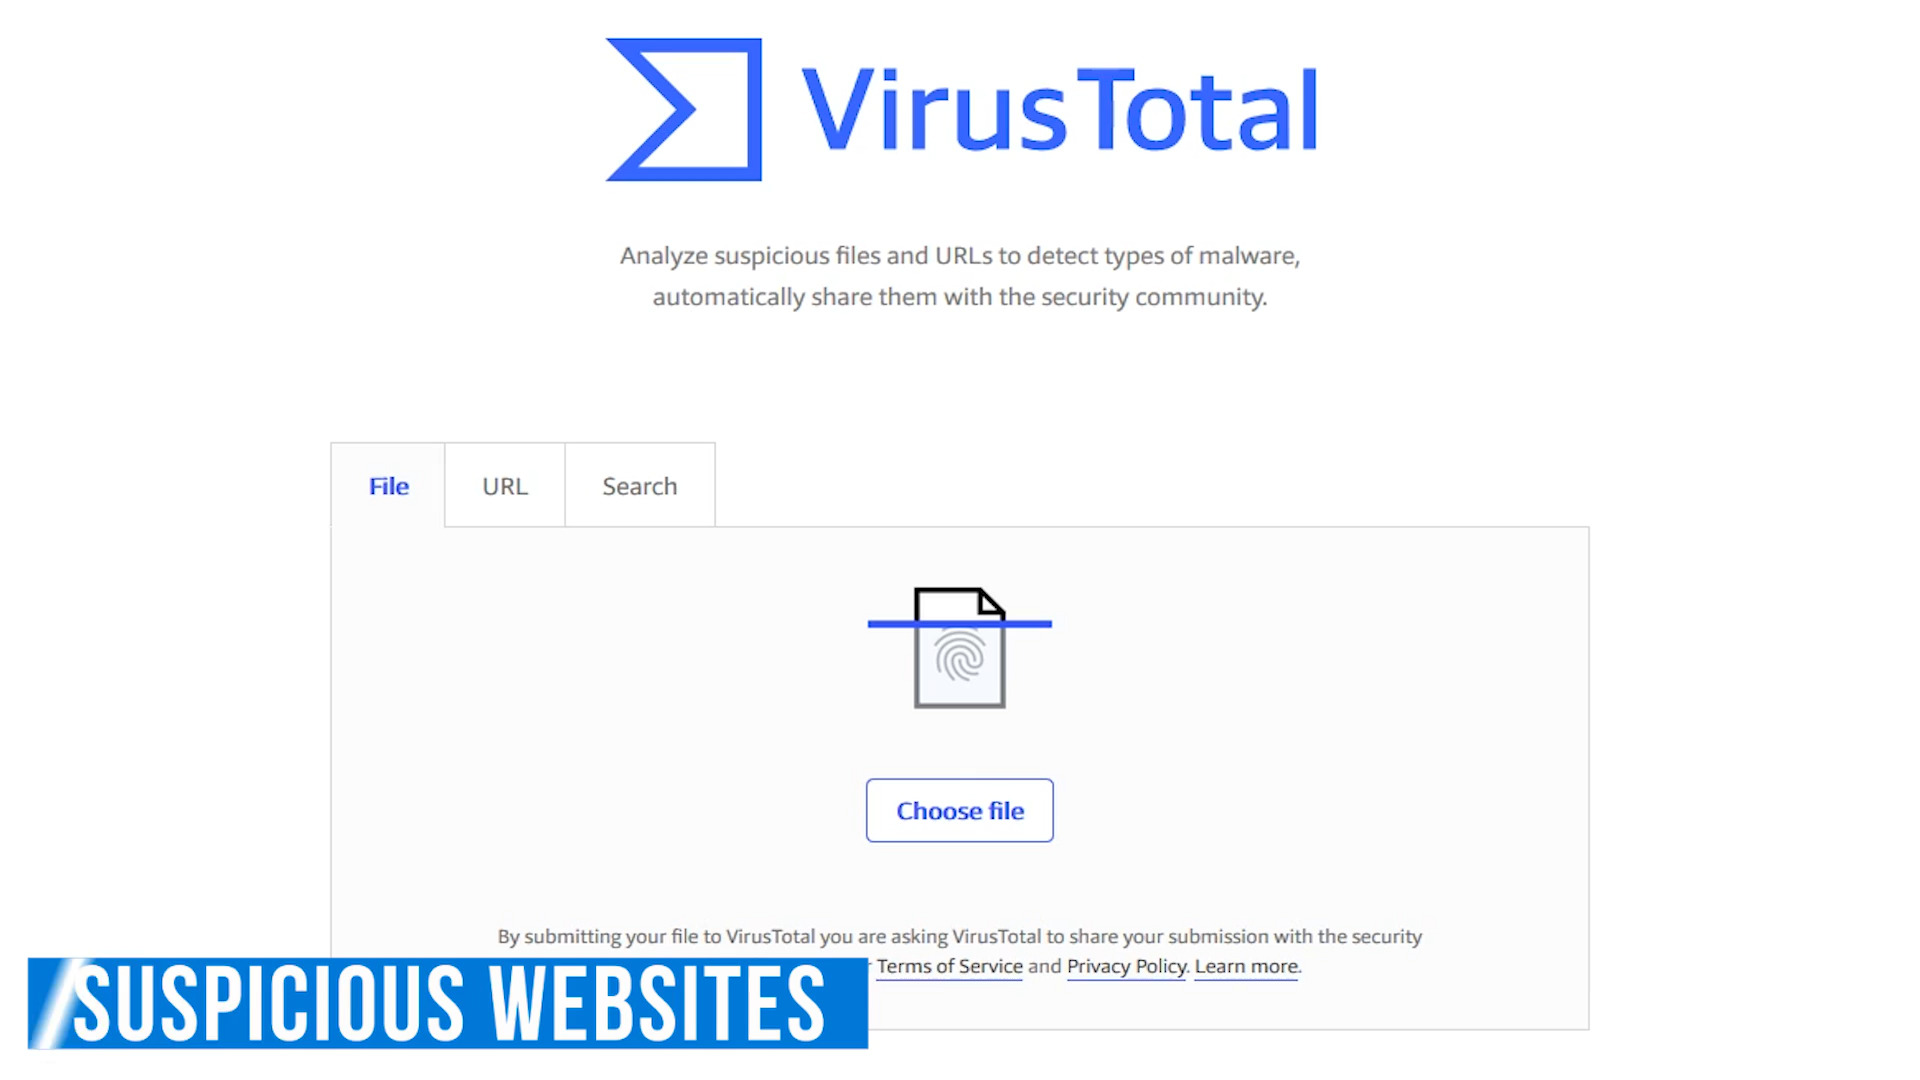 VirusTotal
Analyze suspicious files and URLs to detect types of malware,
automatically share them with the security community.
File
URL
Search
Choose file
By submitting your file to VirusTotal you are asking VirusTotal to share your submission with the security
Terms of Service and Privacy Policy. Learn more.
SUSPICIOUS WEBSITES